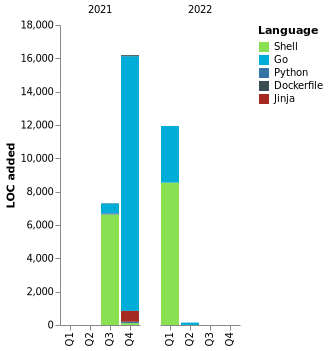 2021 2022
Language
Shell
Go
Python
Dockerfile
Jinja
LOC added
18,000
16,000
14,000
12,000
10,000
8,000
6,000
4,000
2,000
0
Q1 Q2 Q3 Q4 Q1 Q2 Q3 Q4